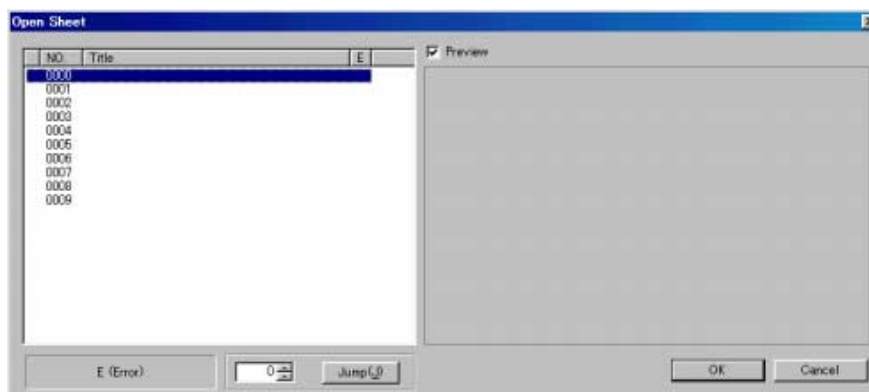 Open Sheet
NO. Title E
Preview
0000
0001
0002
0003
0004
0005
0006
0007
0008
0009
E (Error)
0
Jump(J)
OK
Cancel